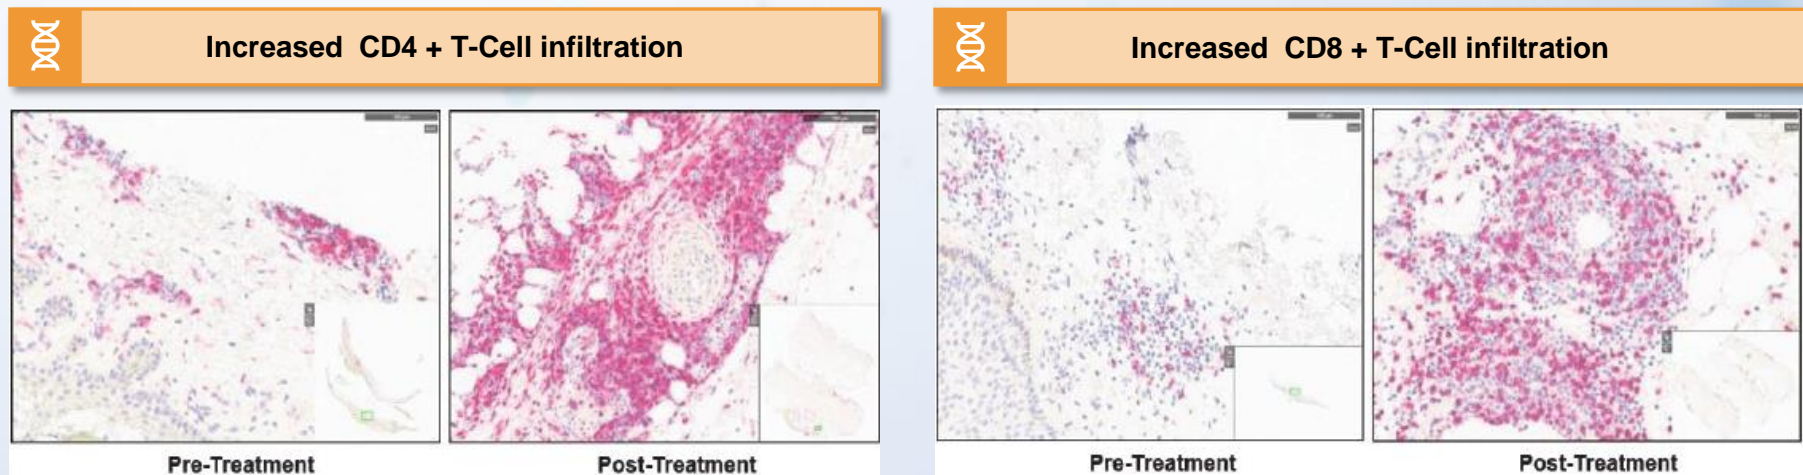 Increased CD4 + T-Cell infiltration
Increased CD8 + T-Cell infiltration
Pre-Treatment
Post-Treatment
Pre-Treatment
Post-Treatment